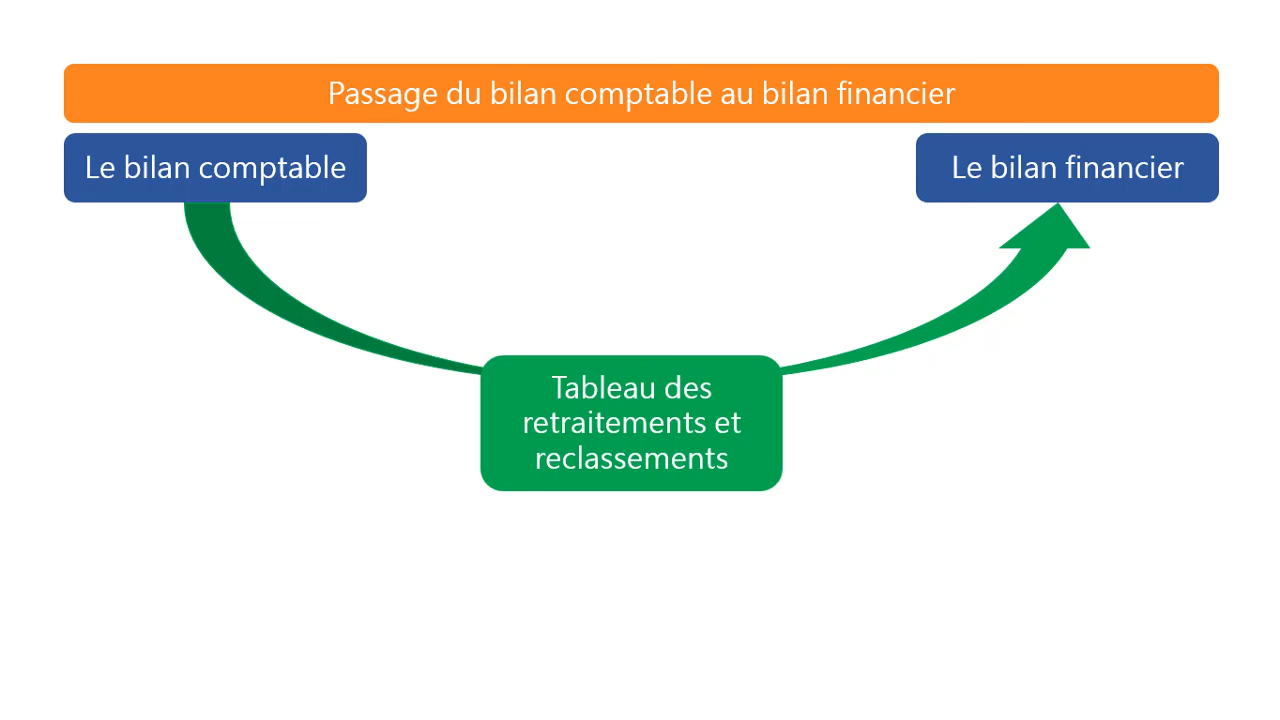 Passage du bilan comptable au bilan financier
Le bilan comptable
Le bilan financier
Tableau des
retraitements et
reclassements